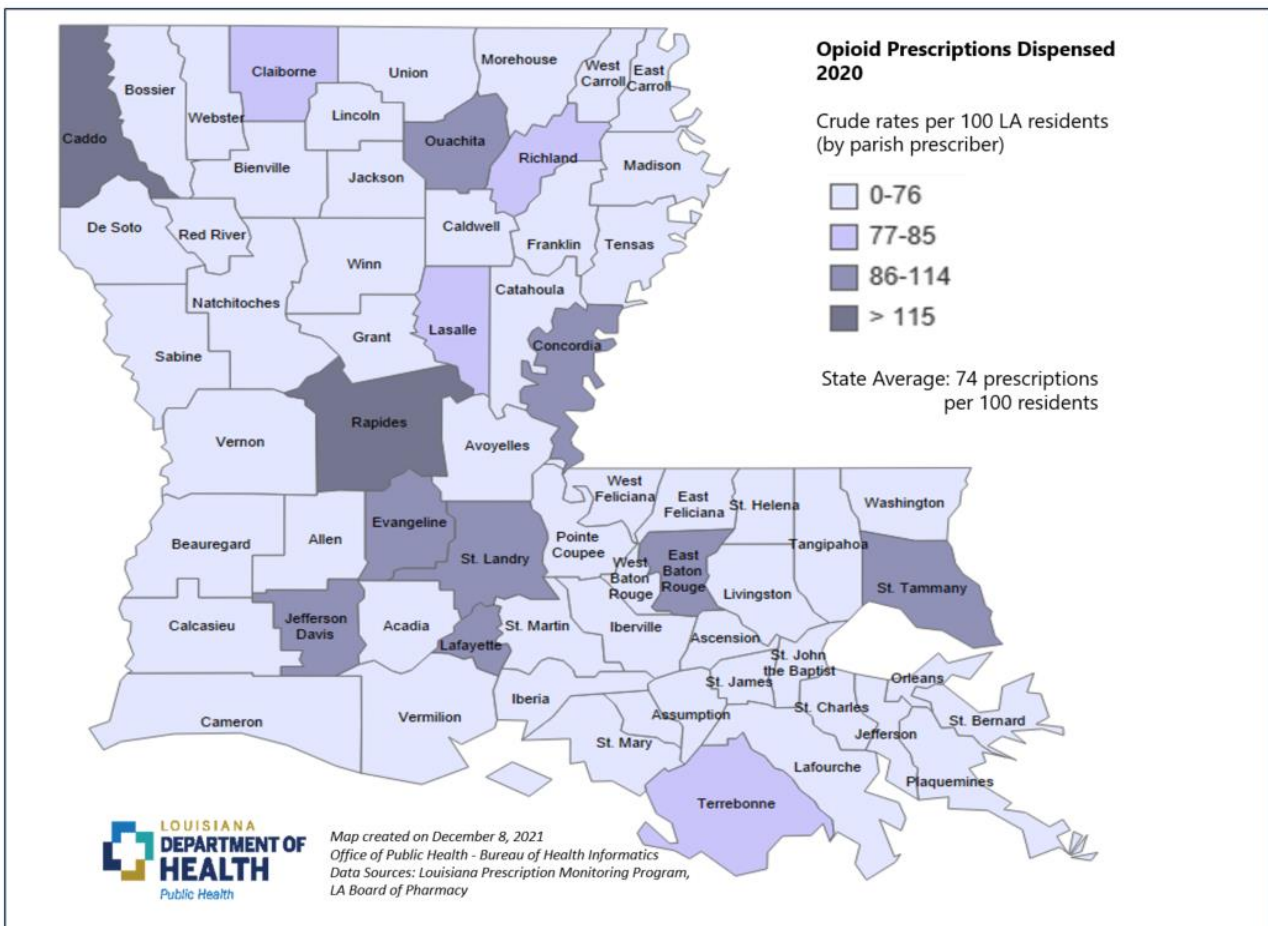 Opioid Prescriptions Dispensed
2020
Crude rates per 100 LA residents
(by parish prescriber)
0-76
77-85
86-114
> 115
State Average: 74 prescriptions
per 100 residents
Caddo
Bossier
Webster
Claiborne
Union
Lincoln
Morehouse
West
Carroll
East
Carroll
Ouachita
Richland
Madison
Bienville
Jackson
De Soto
Red River
Caldwell
Franklin
Tensas
Winn
Natchitoches
Catahoula
Sabine
Grant
Lasalle
Concordia
Vernon
Rapides
Avoyelles
West
Feliciana
East
Feliciana
St. Helena
Washington
Tangipahoa
Beauregard
Allen
Evangeline
St. Landry
Pointe
Coupee
West
Baton
Rouge
East
Baton
Rouge
Livingston
St. Tammany
Calcasieu
Jefferson
Davis
Acadia
Lafayette
St. Martin
Iberville
Ascension
St. John
the Baptist
St. James
Orleans
Cameron
Vermilion
Iberia
St. Mary
Assumption
St. Charles
Jefferson
St. Bernard
Lafourche
Plaquemines
Terrebonne
LOUISIANA
DEPARTMENT OF
HEALTH
Public Health
Map created on December 8, 2021
Office of Public Health - Bureau of Health Informatics
Data Sources: Louisiana Prescription Monitoring Program,
LA Board of Pharmacy